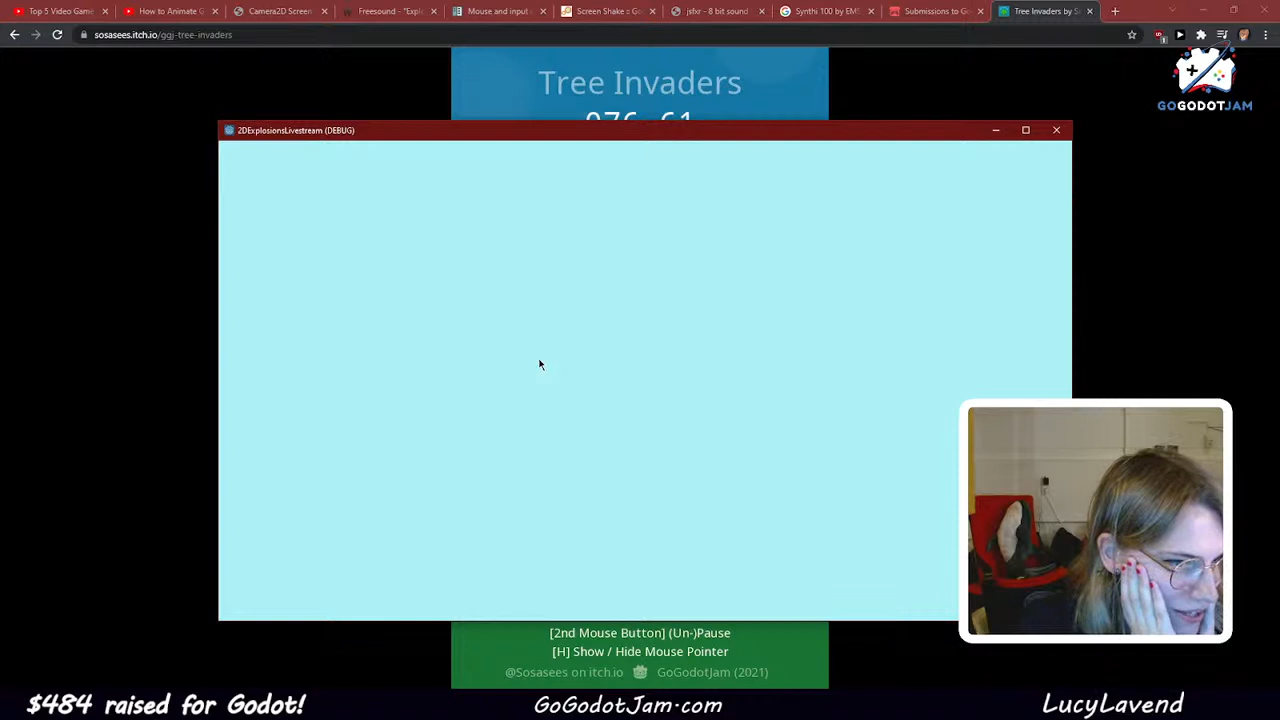 Top 5 Video Game
How to Animate G
Camera2D Screen
Freesound - "Expl
Mouse and input
Screen Shake :: Go
jsfxr - 8 bit sound
Synthi 100 by EMS
Submissions to Go
Tree Invaders by S
sosasees.itch.io/ggj-tree-invaders
GOGODOTJAM
Tree Invaders
2DExplosionsLivestream (DEBUG)
[2nd Mouse Button] (Un-)Pause
[H] Show / Hide Mouse Pointer
@Sosasees on itch.io GoGodotJam (2021)
$484 raised for Godot! GoGodotJam.com LucyLavend